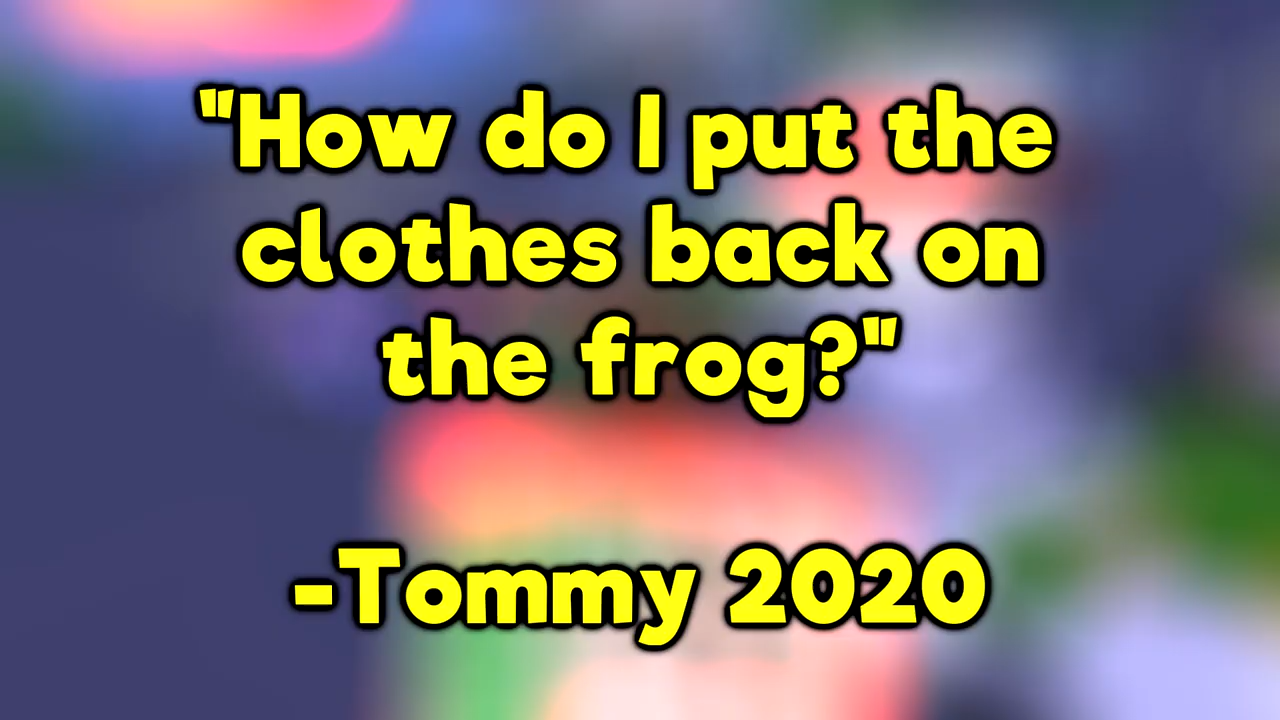 "How do I put the
clothes back on
the frog?"
-Tommy 2020